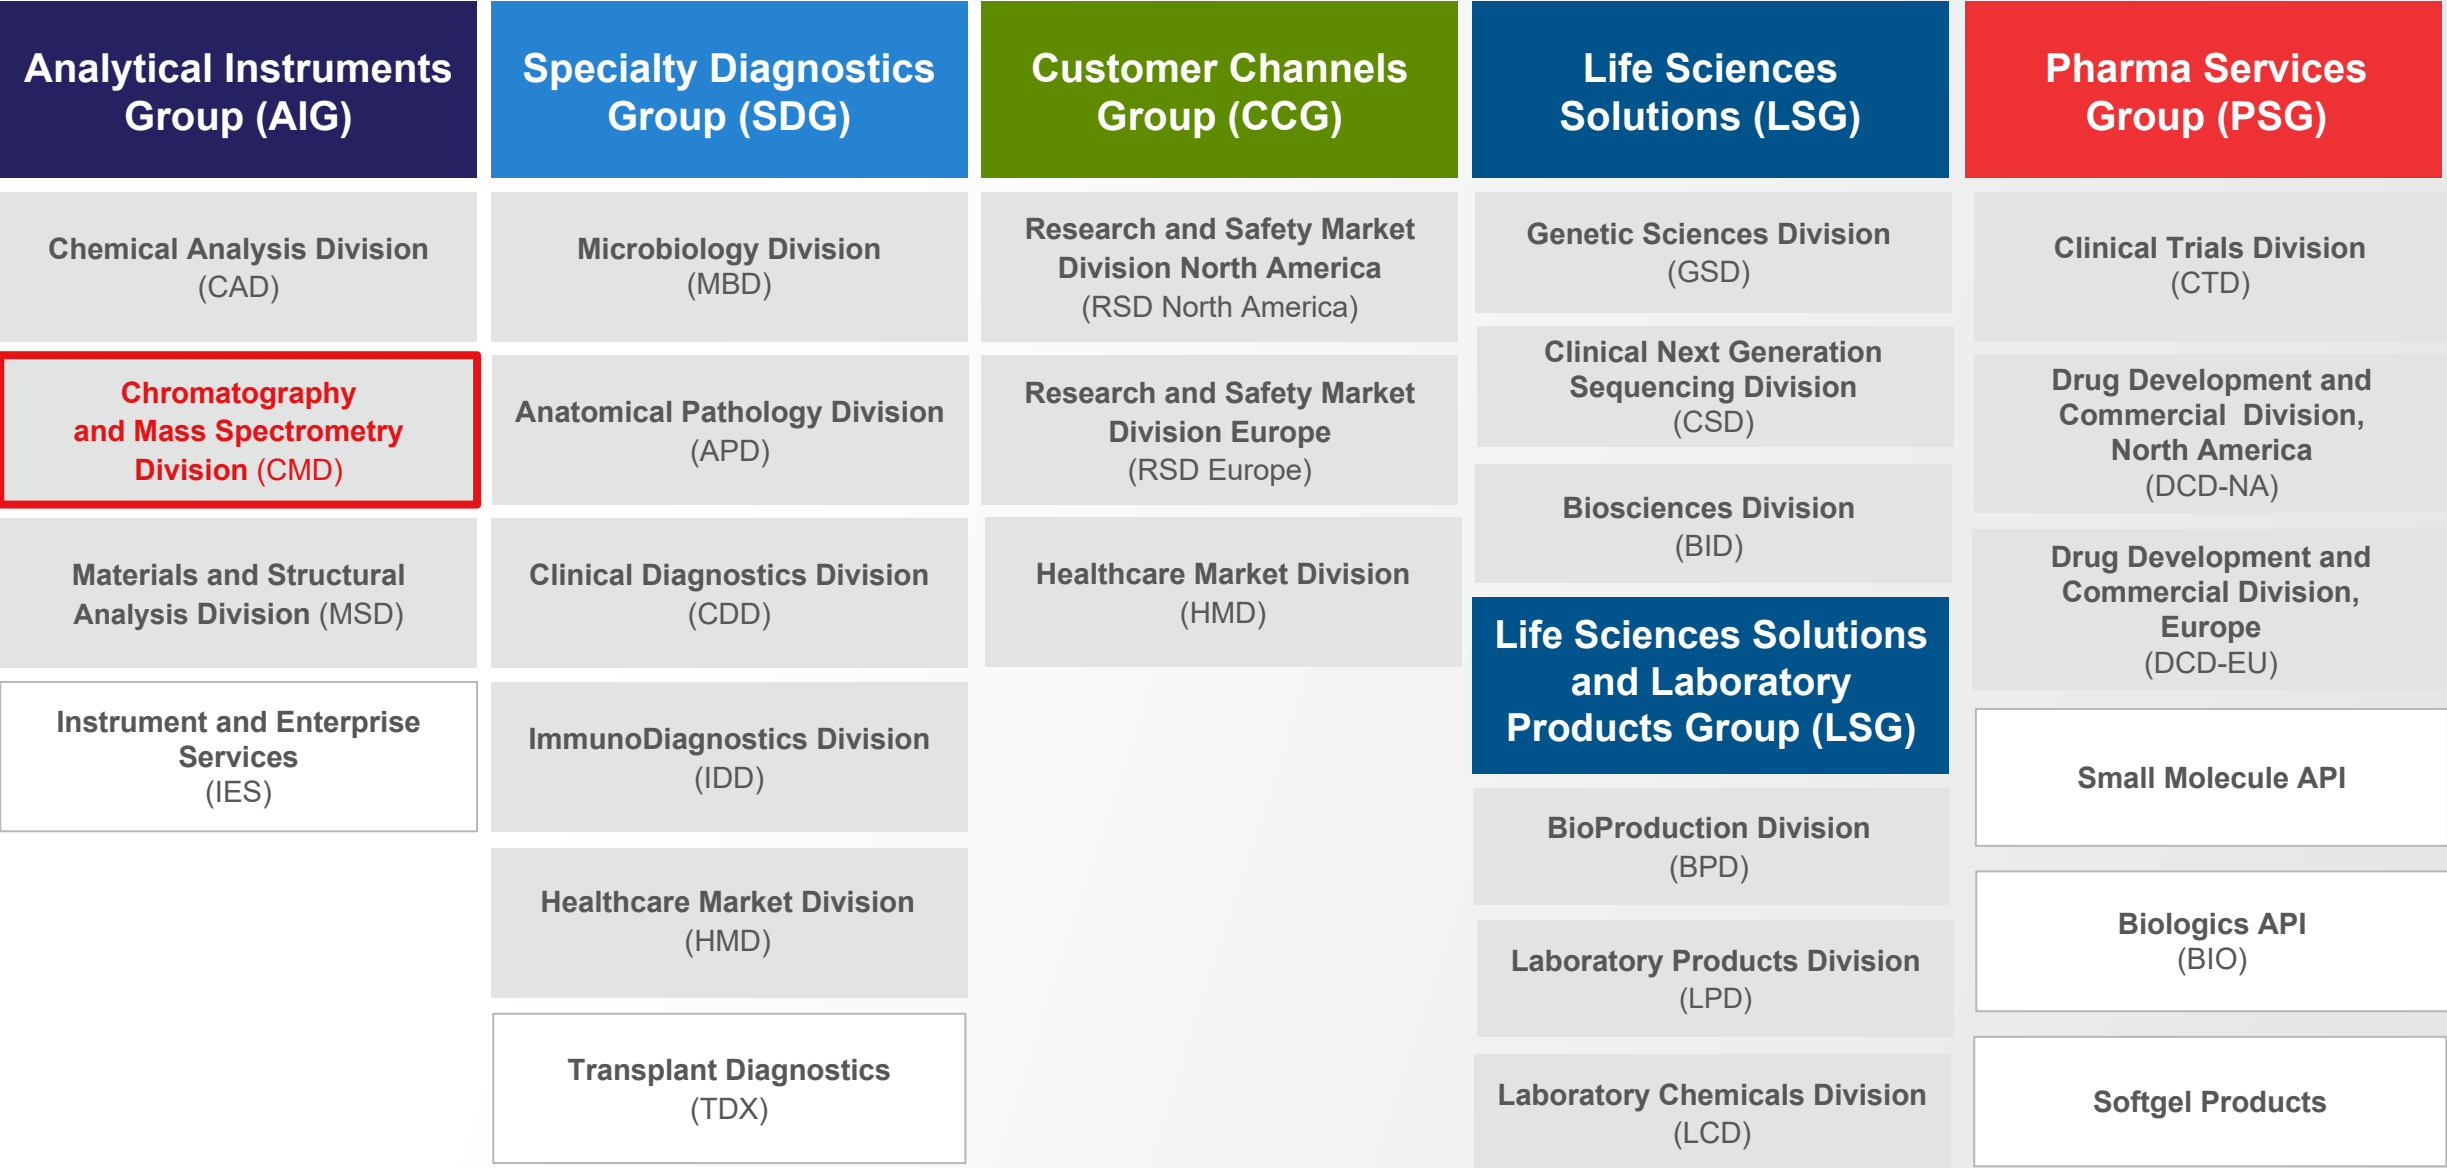 Analytical Instruments
Group (AIG)
Chemical Analysis Division
(CAD)
Chromatography
and Mass Spectrometry
Division (CMD)
Materials and Structural
Analysis Division (MSD)
Instrument and Enterprise
Services
(IES)
Specialty Diagnostics
Group (SDG)
Microbiology Division
(MBD)
Anatomical Pathology Division
(APD)
Clinical Diagnostics Division
(CDD)
ImmunoDiagnostics Division
(IDD)
Healthcare Market Division
(HMD)
Transplant Diagnostics
(TDX)
Customer Channels
Group (CCG)
Research and Safety Market
Division North America
(RSD North America)
Research and Safety Market
Division Europe
(RSD Europe)
Healthcare Market Division
(HMD)
Life Sciences
Solutions (LSG)
Genetic Sciences Division
(GSD)
Clinical Next Generation
Sequencing Division
(CSD)
Biosciences Division
(BID)
Life Sciences Solutions
and Laboratory
Products Group (LSG)
BioProduction Division
(BPD)
Laboratory Products Division
(LPD)
Laboratory Chemicals Division
(LCD)
Pharma Services
Group (PSG)
Clinical Trials Division
(CTD)
Drug Development and
Commercial Division,
North America
(DCD-NA)
Drug Development and
Commercial Division,
Europe
(DCD-EU)
Small Molecule API
Biologics API
(BIO)
Softgel Products